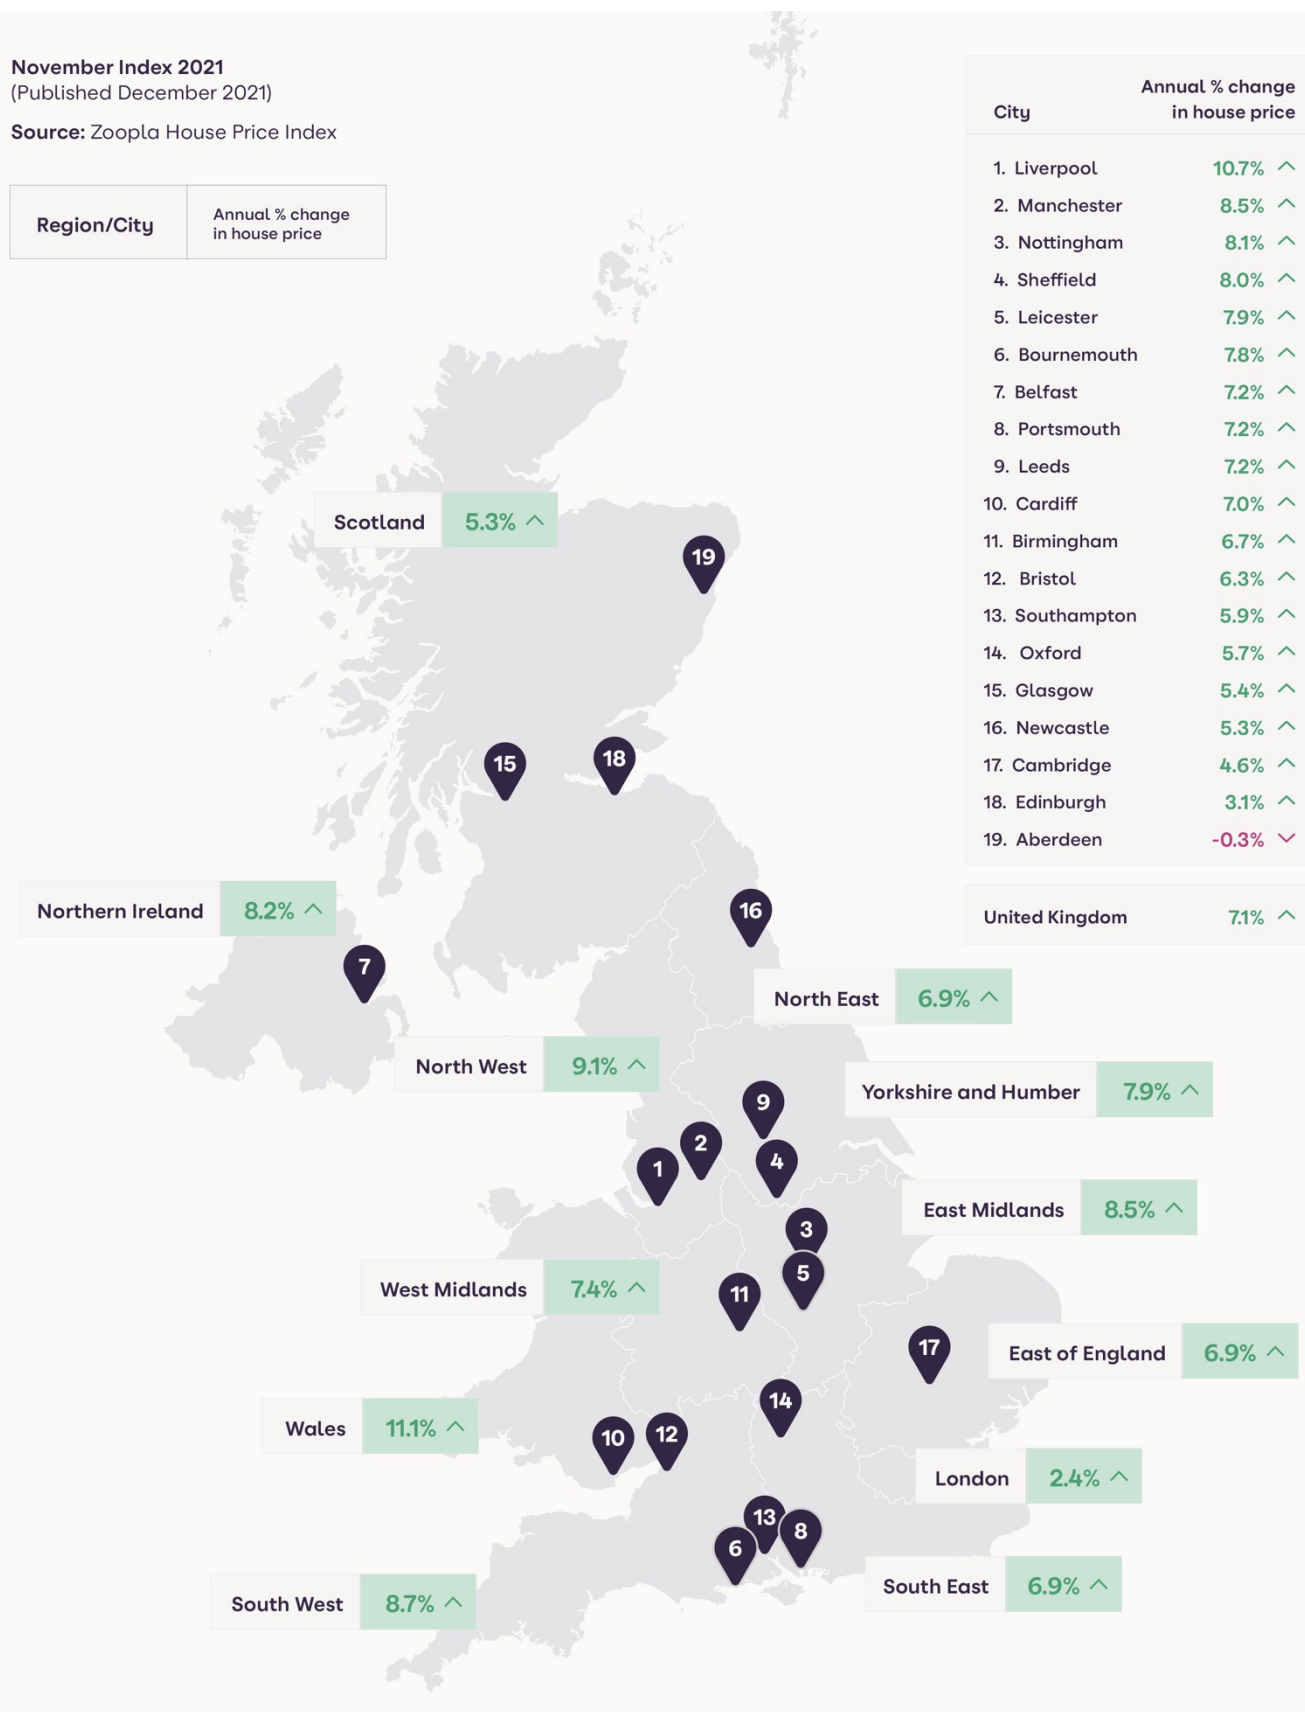 November Index 2021
(Published December 2021)
Source: Zoopla House Price Index
Region/City
Annual % change
in house price
City
Annual % change
in house price
1. Liverpool 10.7%
2. Manchester 8.5%
3. Nottingham 8.1%
4. Sheffield 8.0%
5. Leicester 7.9%
6. Bournemouth 7.8%
7. Belfast 7.2%
8. Portsmouth 7.2%
9. Leeds 7.2%
10. Cardiff 7.0%
11. Birmingham 6.7%
12. Bristol 6.3%
13. Southampton 5.9%
14. Oxford 5.7%
15. Glasgow 5.4%
16. Newcastle 5.3%
17. Cambridge 4.6%
18. Edinburgh 3.1%
19. Aberdeen -0.3%
United Kingdom 7.1%
Scotland 5.3%
19
15
18
Northern Ireland 8.2%
16
7
North East 6.9%
North West 9.1%
Yorkshire and Humber 7.9%
9
2
4
1
East Midlands 8.5%
3
5
West Midlands 7.4%
11
17
East of England 6.9%
14
Wales 11.1%
10
12
London 2.4%
13
8
6
South East 6.9%
South West 8.7%